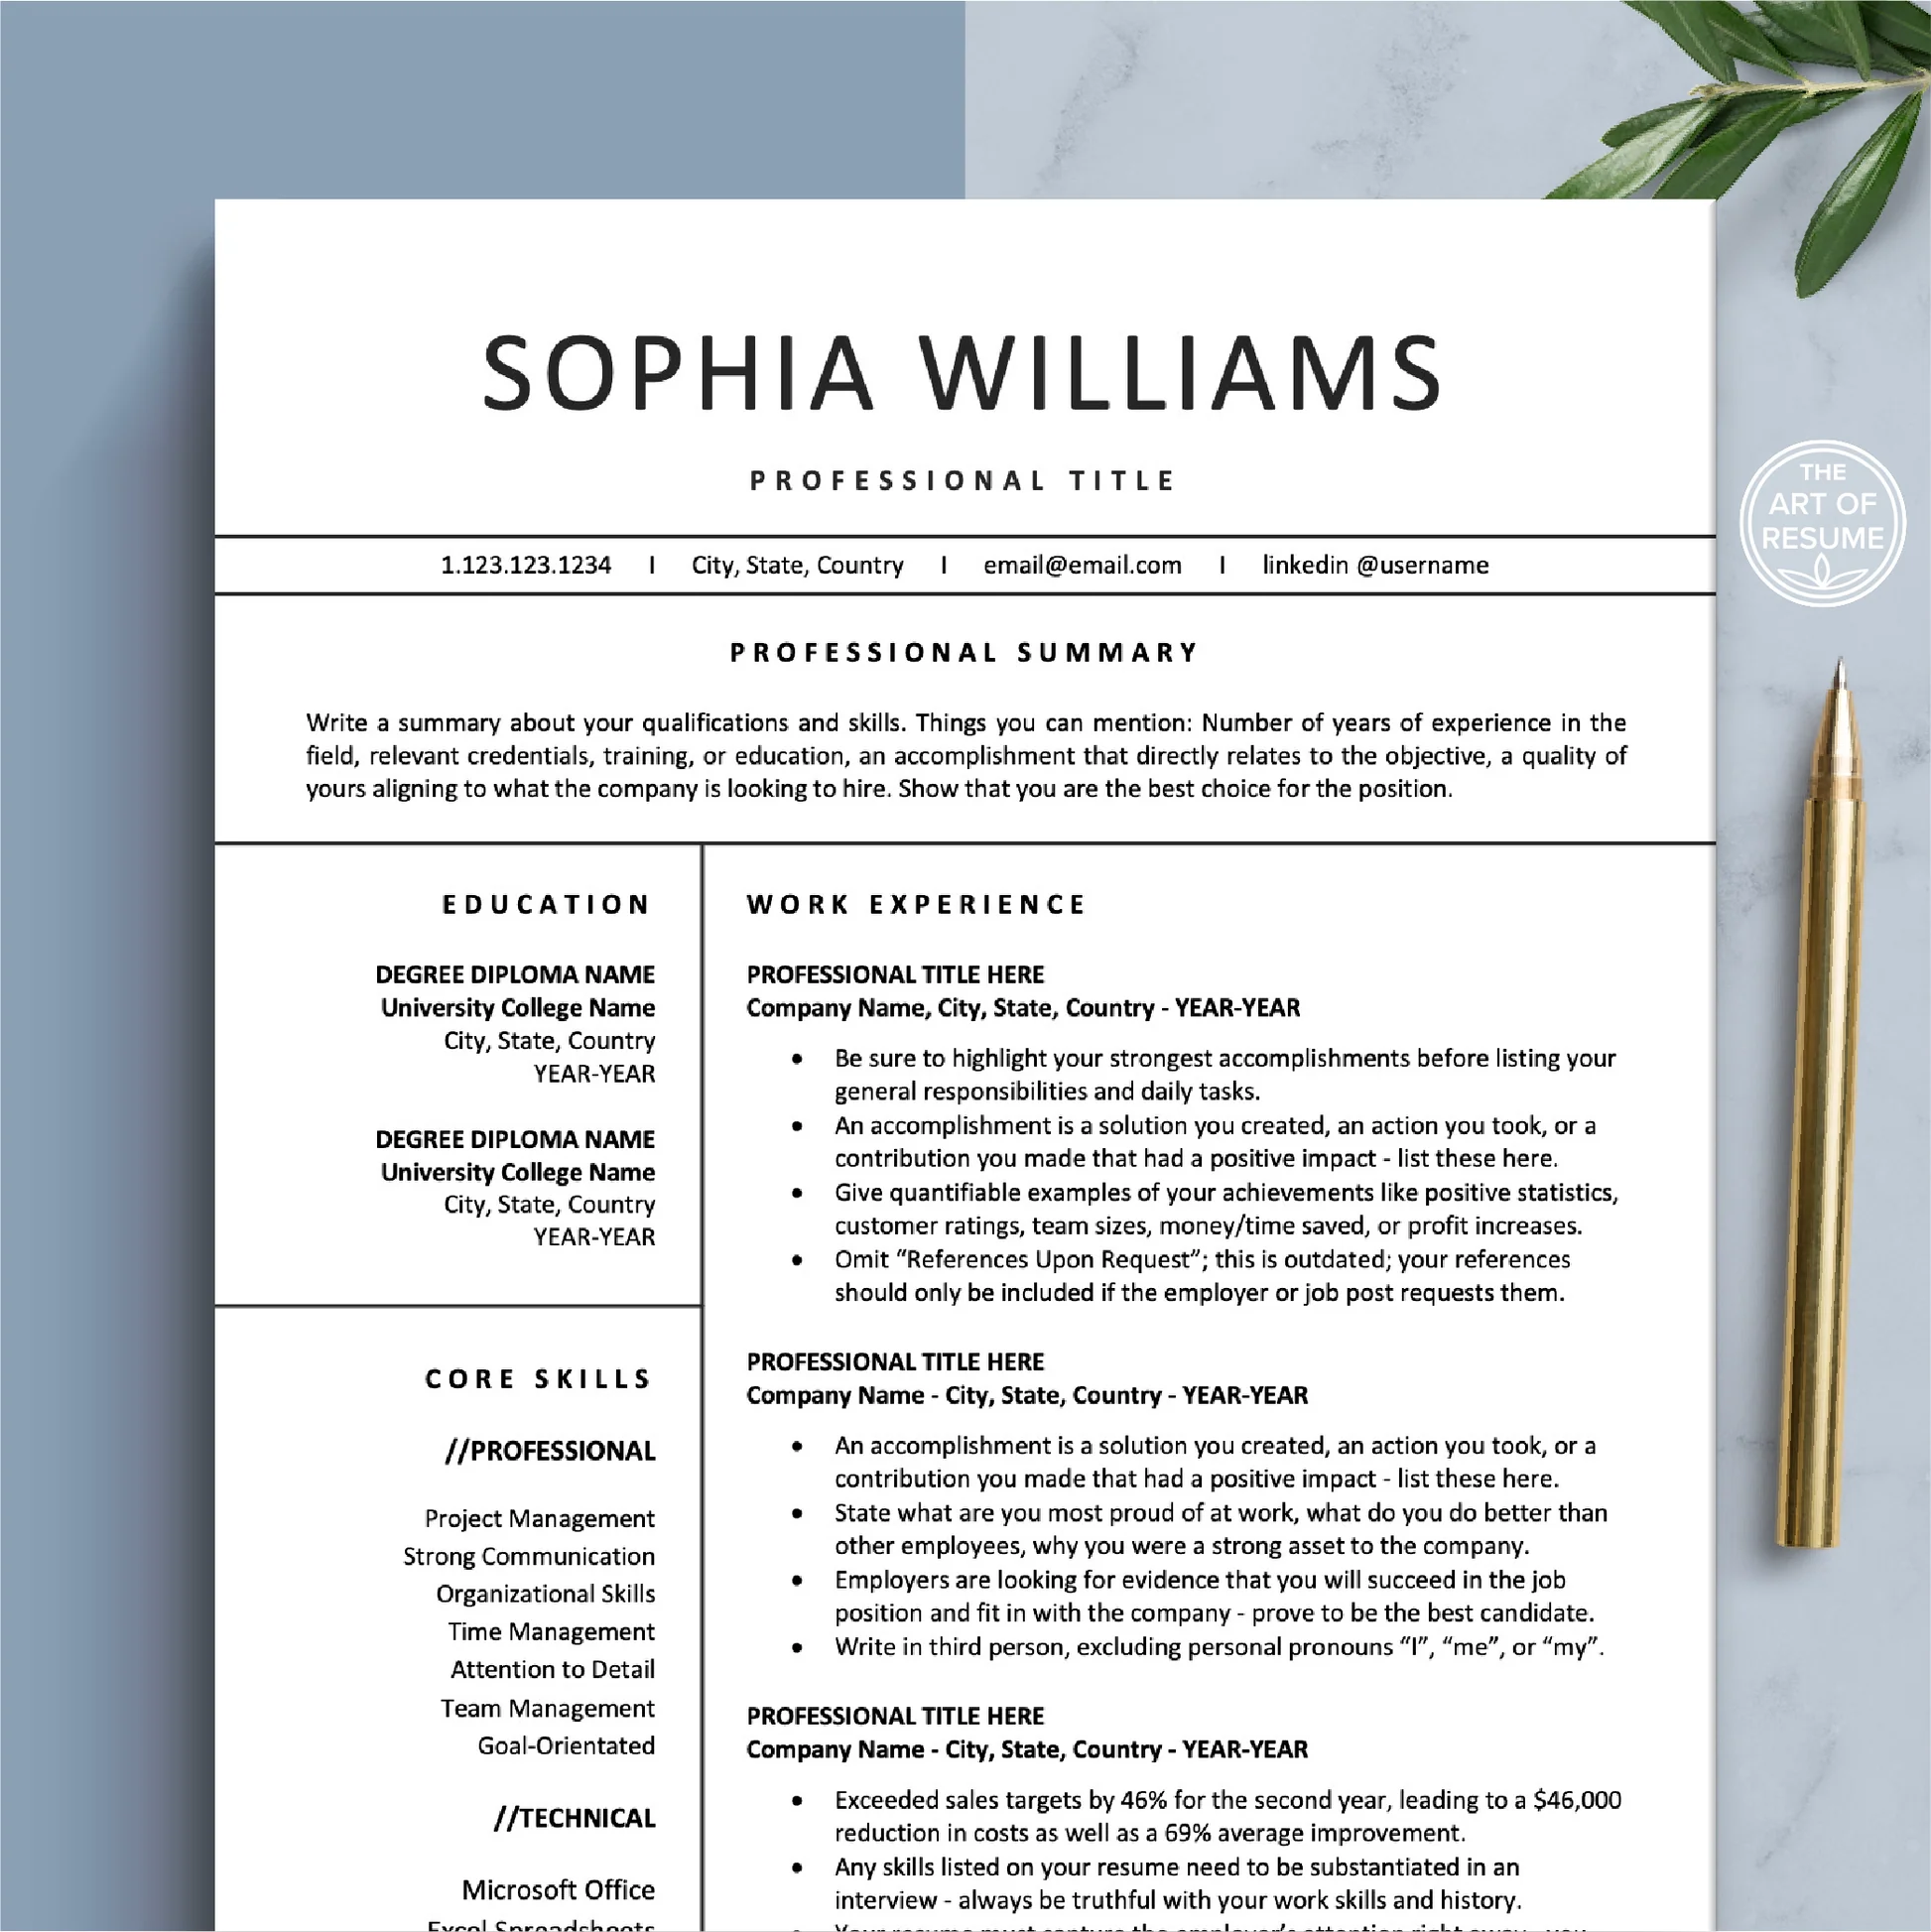 SOPHIA WILLIAMS
PROFESSIONAL TITLE
1.123.123.1234 I City, State, Country I email@email.com I linkedin @username
THE
ART OF
RESUME
PROFESSIONAL SUMMARY
Write a summary about your qualifications and skills. Things you can mention: Number of years of experience in the
field, relevant credentials, training, or education, an accomplishment that directly relates to the objective, a quality of
yours aligning to what the company is looking to hire. Show that you are the best choice for the position.
EDUCATION
DEGREE DIPLOMA NAME
University College Name
City, State, Country
YEAR-YEAR
DEGREE DIPLOMA NAME
University College Name
City, State, Country
YEAR-YEAR
CORE SKILLS
//PROFESSIONAL
Project Management
Strong Communication
Organizational Skills
Time Management
Attention to Detail
Team Management
Goal-Orientated
//TECHNICAL
Microsoft Office
Excel Spreadsheets
WORK EXPERIENCE
PROFESSIONAL TITLE HERE
Company Name, City, State, Country - YEAR-YEAR
• Be sure to highlight your strongest accomplishments before listing your
general responsibilities and daily tasks.
• An accomplishment is a solution you created, an action you took, or a
contribution you made that had a positive impact - list these here.
• Give quantifiable examples of your achievements like positive statistics,
customer ratings, team sizes, money/time saved, or profit increases.
• Omit “References Upon Request”; this is outdated; your references
should only be included if the employer or job post requests them.
PROFESSIONAL TITLE HERE
Company Name - City, State, Country - YEAR-YEAR
• An accomplishment is a solution you created, an action you took, or a
contribution you made that had a positive impact - list these here.
• State what are you most proud of at work, what do you do better than
other employees, why you were a strong asset to the company.
• Employers are looking for evidence that you will succeed in the job
position and fit in with the company - prove to be the best candidate.
• Write in third person, excluding personal pronouns “I”, “me”, or “my”.
PROFESSIONAL TITLE HERE
Company Name - City, State, Country - YEAR-YEAR
• Exceeded sales targets by 46% for the second year, leading to a $46,000
reduction in costs as well as a 69% average improvement.
• Any skills listed on your resume need to be substantiated in an
interview - always be truthful with your work skills and history.
• Your resume must capture the employer’s attention right away - you